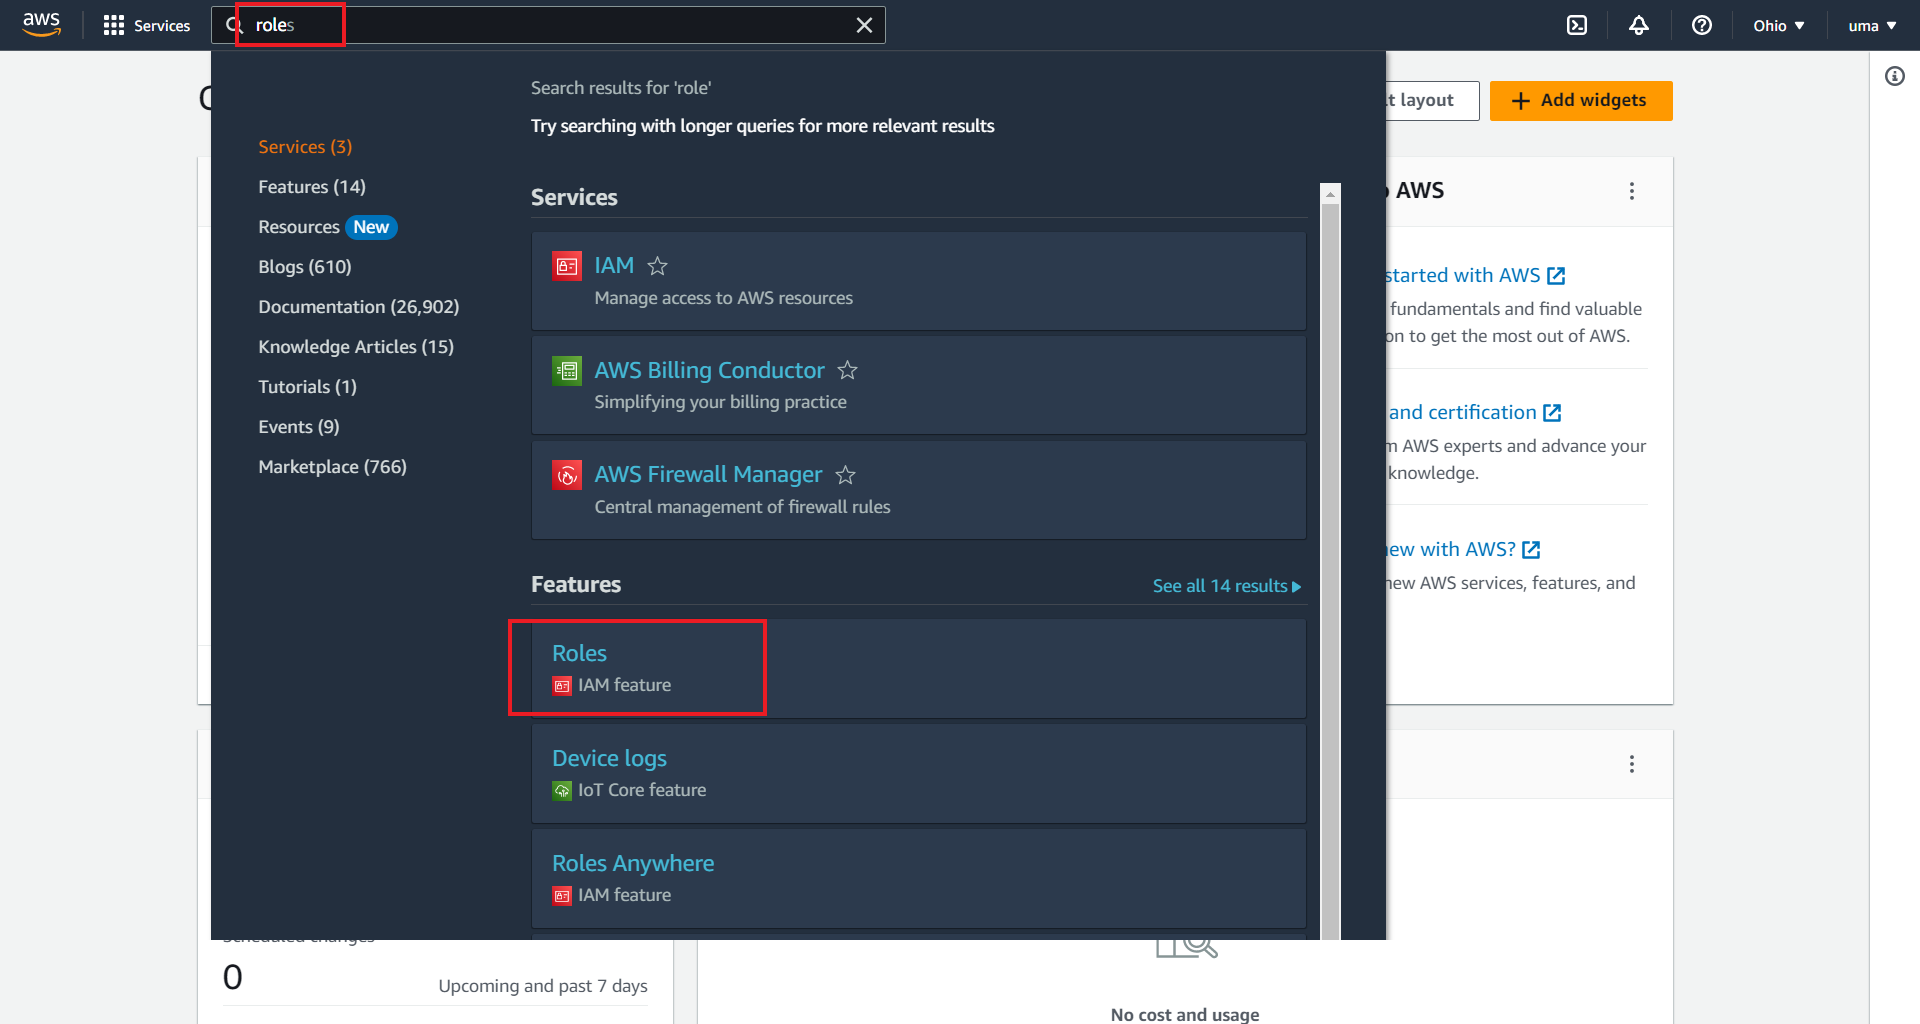 aws
Services
roles
Ohio ▼
uma ▼
Search results for 'role'
Try searching with longer queries for more relevant results
Services (3)
Features (14)
Resources New
Blogs (610)
Documentation (26,902)
Knowledge Articles (15)
Tutorials (1)
Events (9)
Marketplace (766)
Services
IAM
Manage access to AWS resources
AWS Billing Conductor
Simplifying your billing practice
AWS Firewall Manager
Central management of firewall rules
Features
See all 14 results
Roles
IAM feature
Device logs
IoT Core feature
Roles Anywhere
IAM feature
layout
+ Add widgets
AWS
started with AWS
fundamentals and find valuable
on to get the most out of AWS.
and certification
AWS experts and advance your
knowledge.
with AWS?
new AWS services, features, and
Scheduled changes
0
Upcoming and past 7 days
No cost and usage